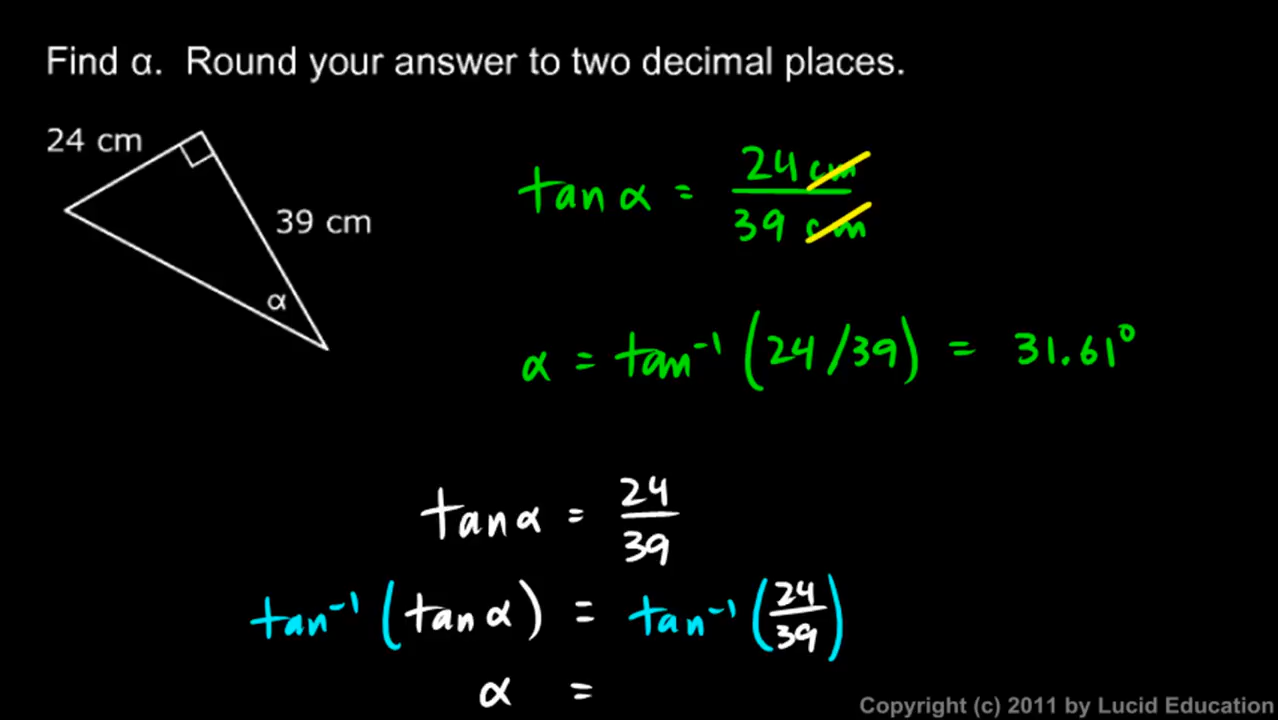 Find α. Round your answer to two decimal places.
24 cm
39 cm
α
tan α = 24 cm / 39 cm
α = tan⁻¹ (24/39) = 31.61°
tan α = 24 / 39
tan⁻¹ (tan α) = tan⁻¹ (24 / 39)
α =
Copyright (c) 2011 by Lucid Education